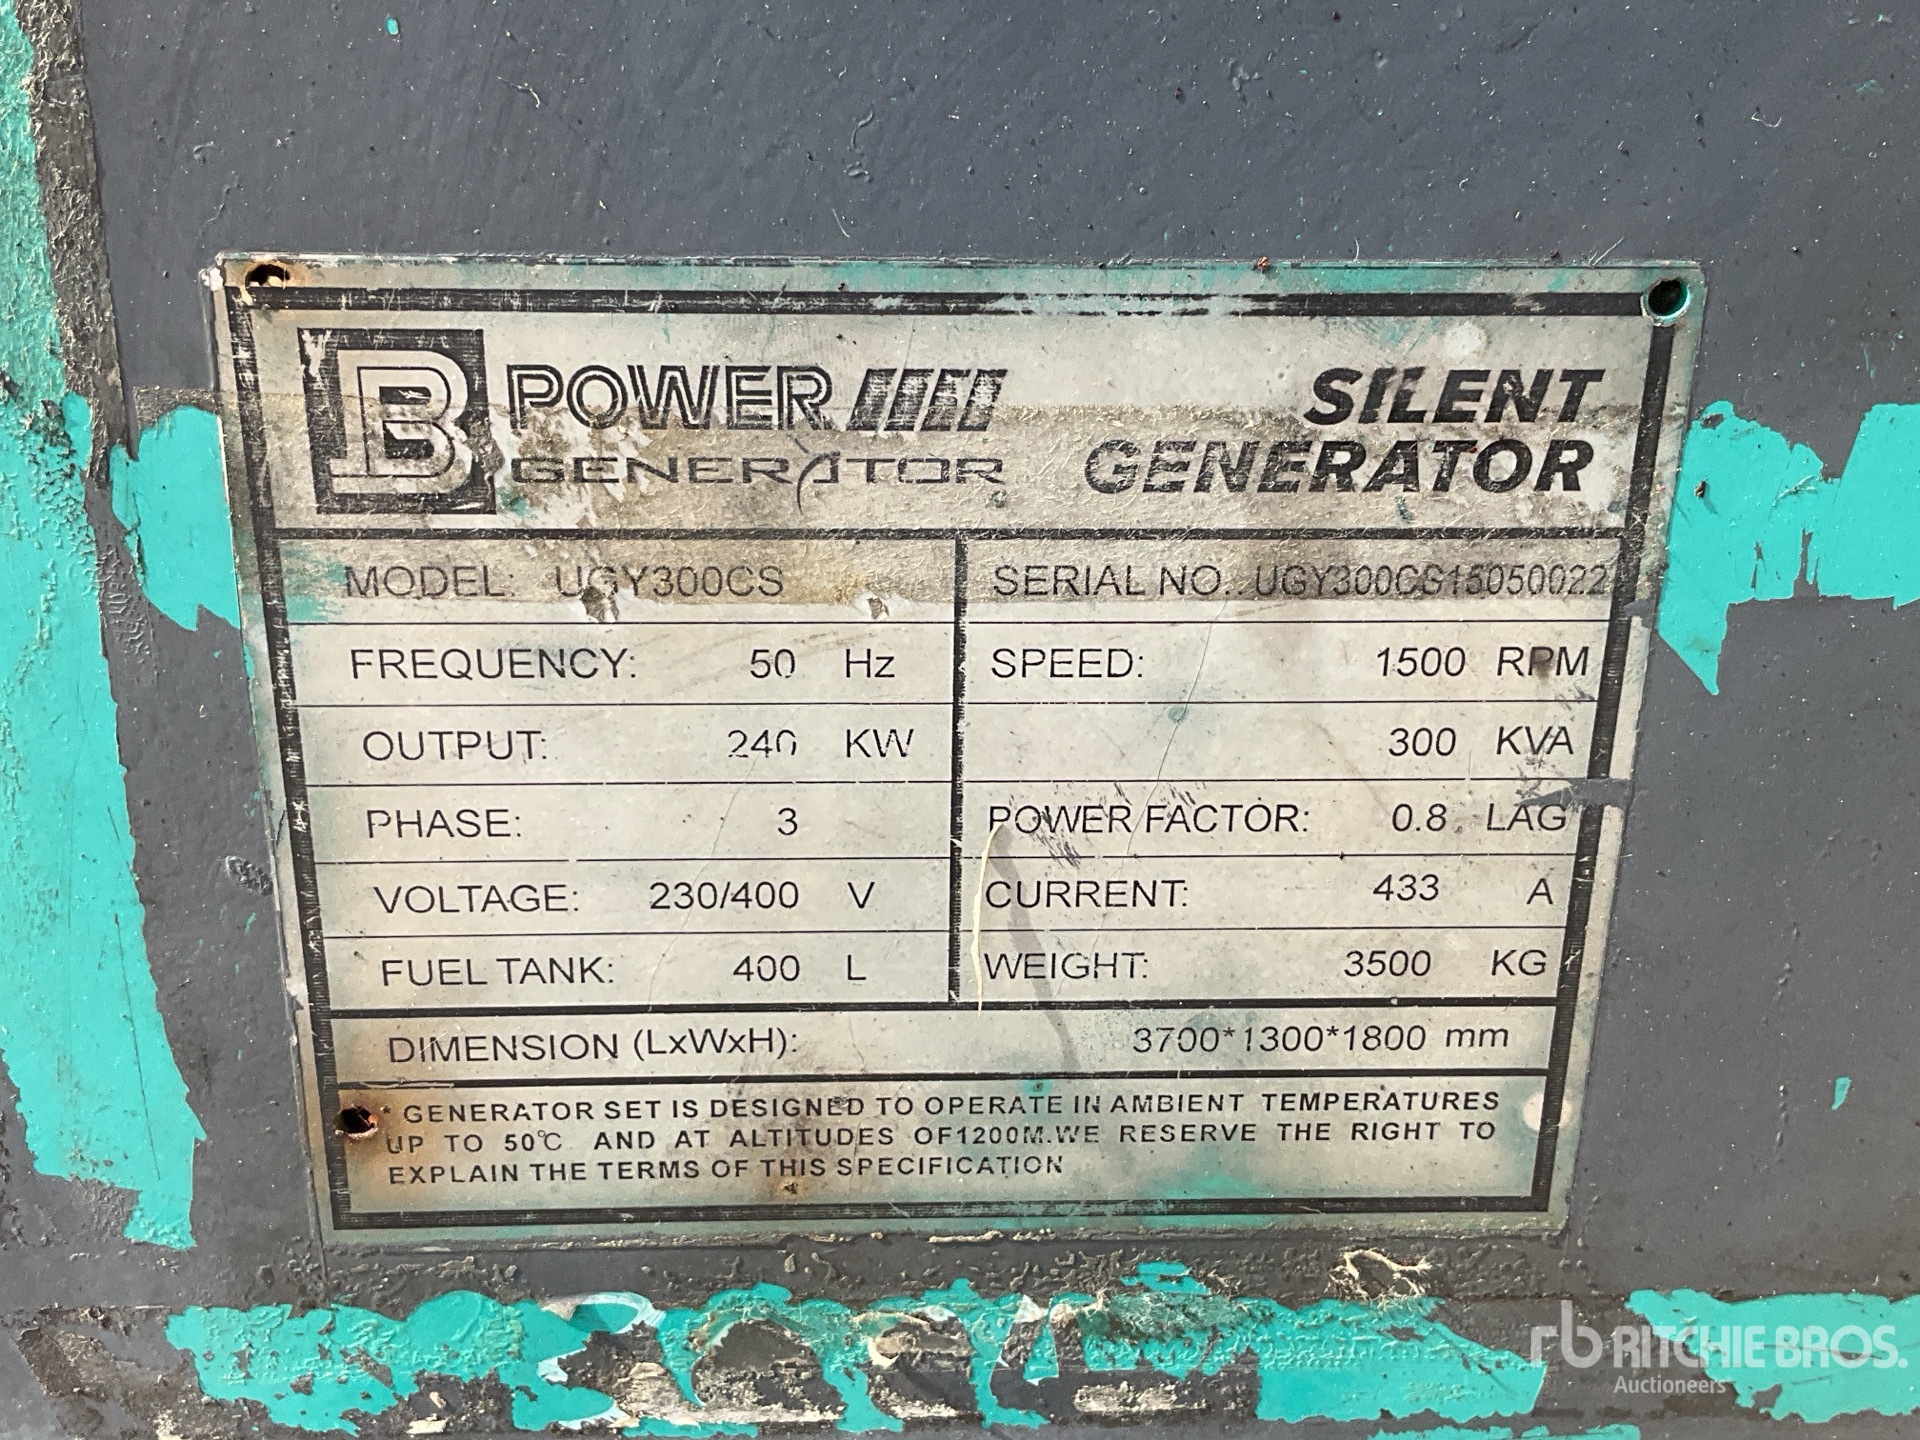 B POWER
GENERATOR
SILENT
GENERATOR
MODEL: UGY300CS
SERIAL NO.: UGY300CS15050022
FREQUENCY: 50 Hz
SPEED: 1500 RPM
OUTPUT: 240 KW
300 KVA
PHASE: 3
POWER FACTOR: 0.8 LAG
VOLTAGE: 230/400 V
CURRENT: 433 A
FUEL TANK: 400 L
WEIGHT: 3500 KG
DIMENSION (LxWxH): 3700*1300*1800 mm
* GENERATOR SET IS DESIGNED TO OPERATE IN AMBIENT TEMPERATURES
UP TO 50℃ AND AT ALTITUDES OF1200M.WE RESERVE THE RIGHT TO
EXPLAIN THE TERMS OF THIS SPECIFICATION
rb RITCHIE BROS.
Auctioneers